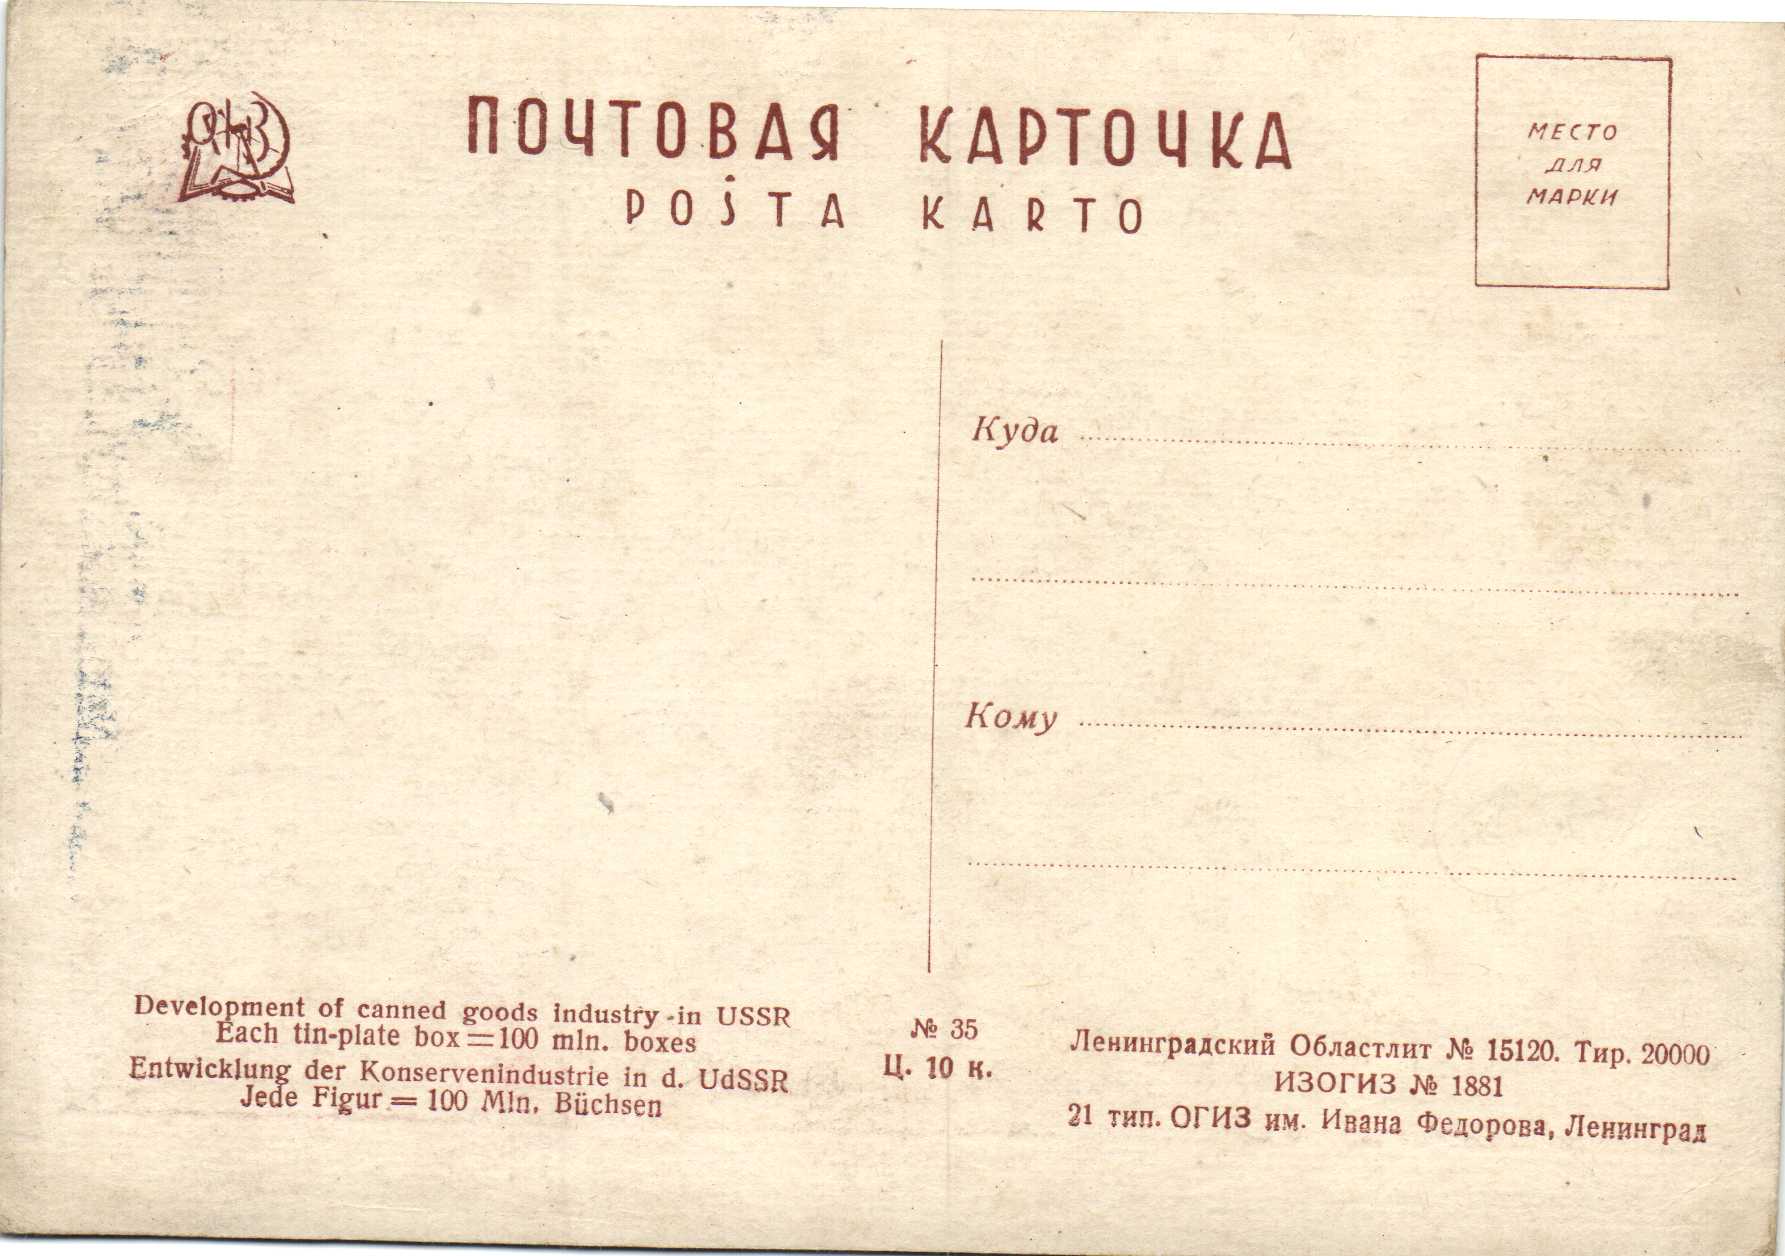 ПОЧТОВАЯ КАРТОЧКА
POŜTA KARTO
МЕСТО
ДЛЯ
МАРКИ
Куда
Кому
Development of canned goods industry in USSR
Each tin-plate box=100 mln. boxes
Entwicklung der Konservenindustrie in d. UdSSR
Jede Figur = 100 Mln. Büchsen
№ 35
Ц. 10 к.
Ленинградский Областлит № 15120. Тир. 20000
ИЗОГИЗ № 1881
21 тип. ОГИЗ им. Ивана Федорова, Ленинград